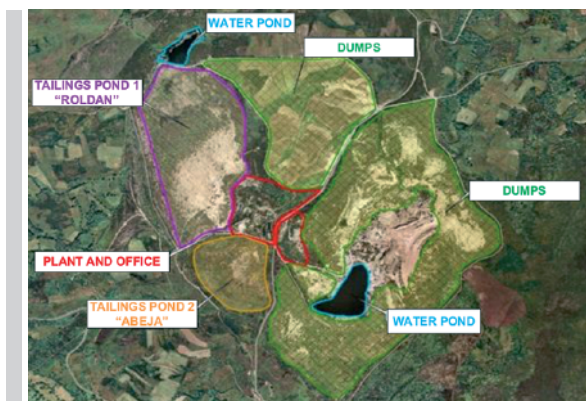 WATER POND
DUMPS
TAILINGS POND 1
"ROLDAN"
DUMPS
PLANT AND OFFICE
TAILINGS POND 2
"ABEJA"
WATER POND